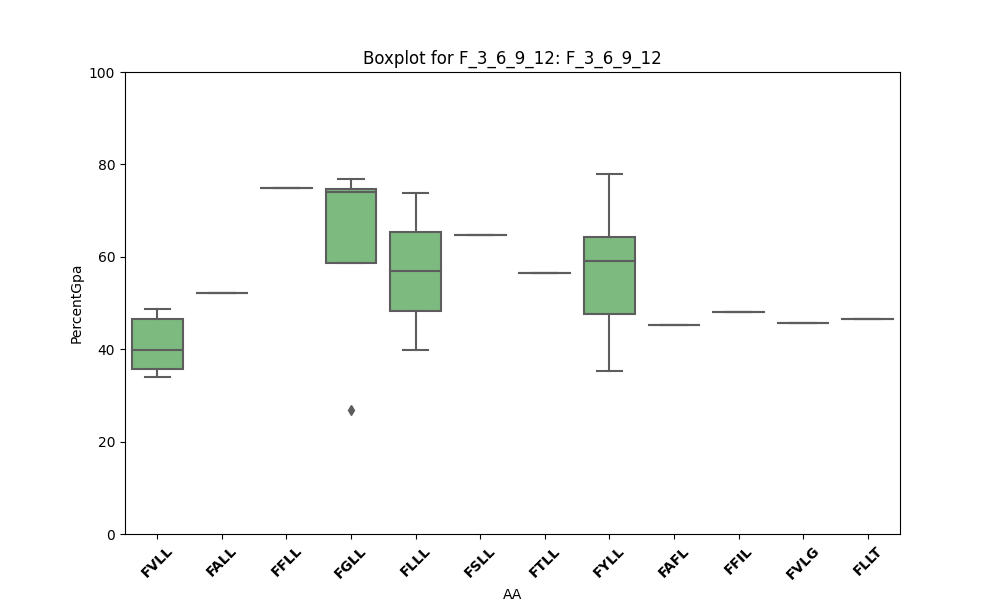 Boxplot for F_3_6_9_12: F_3_6_9_12
PercentGpa
100
80
60
40
20
0
FVLL FALL FFLL FGLL FLLL FSLL FTLL FYLL FAFL FFIL FVLG FLLT
AA